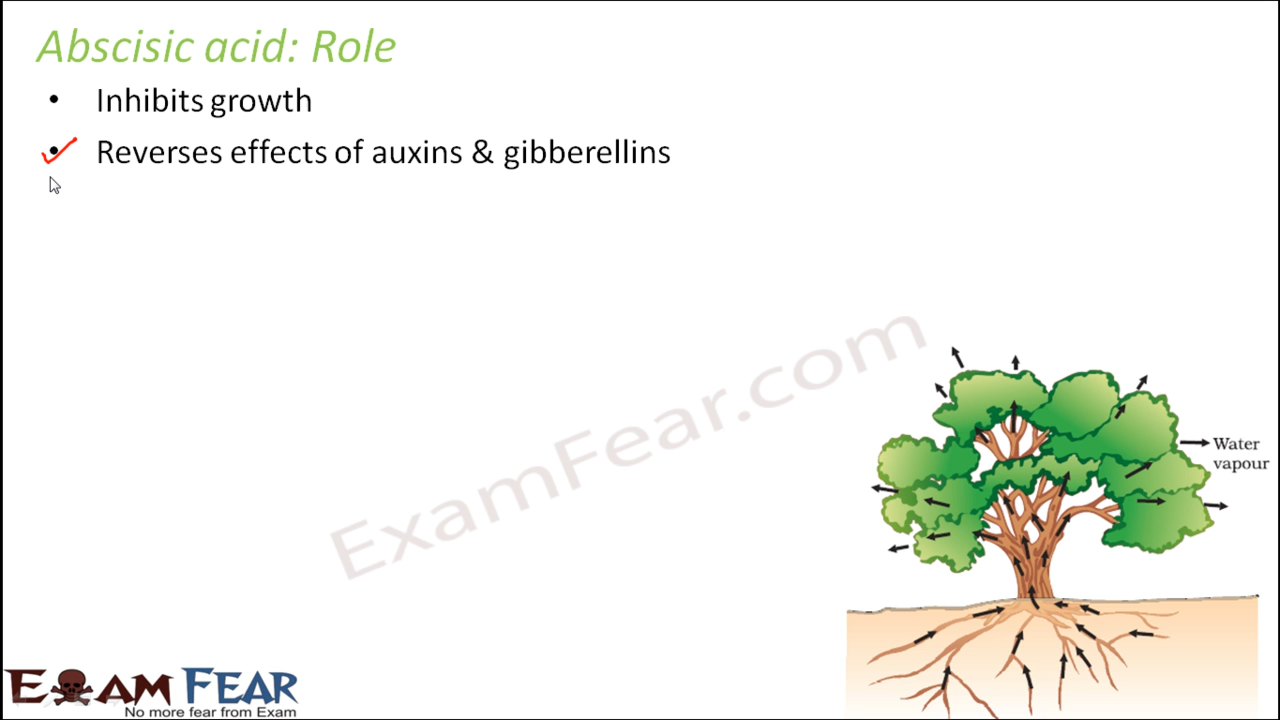 Abscisic acid: Role
• Inhibits growth
• Reverses effects of auxins & gibberellins
ExamFear.com
Water
vapour
EXAM FEAR
No more fear from Exam